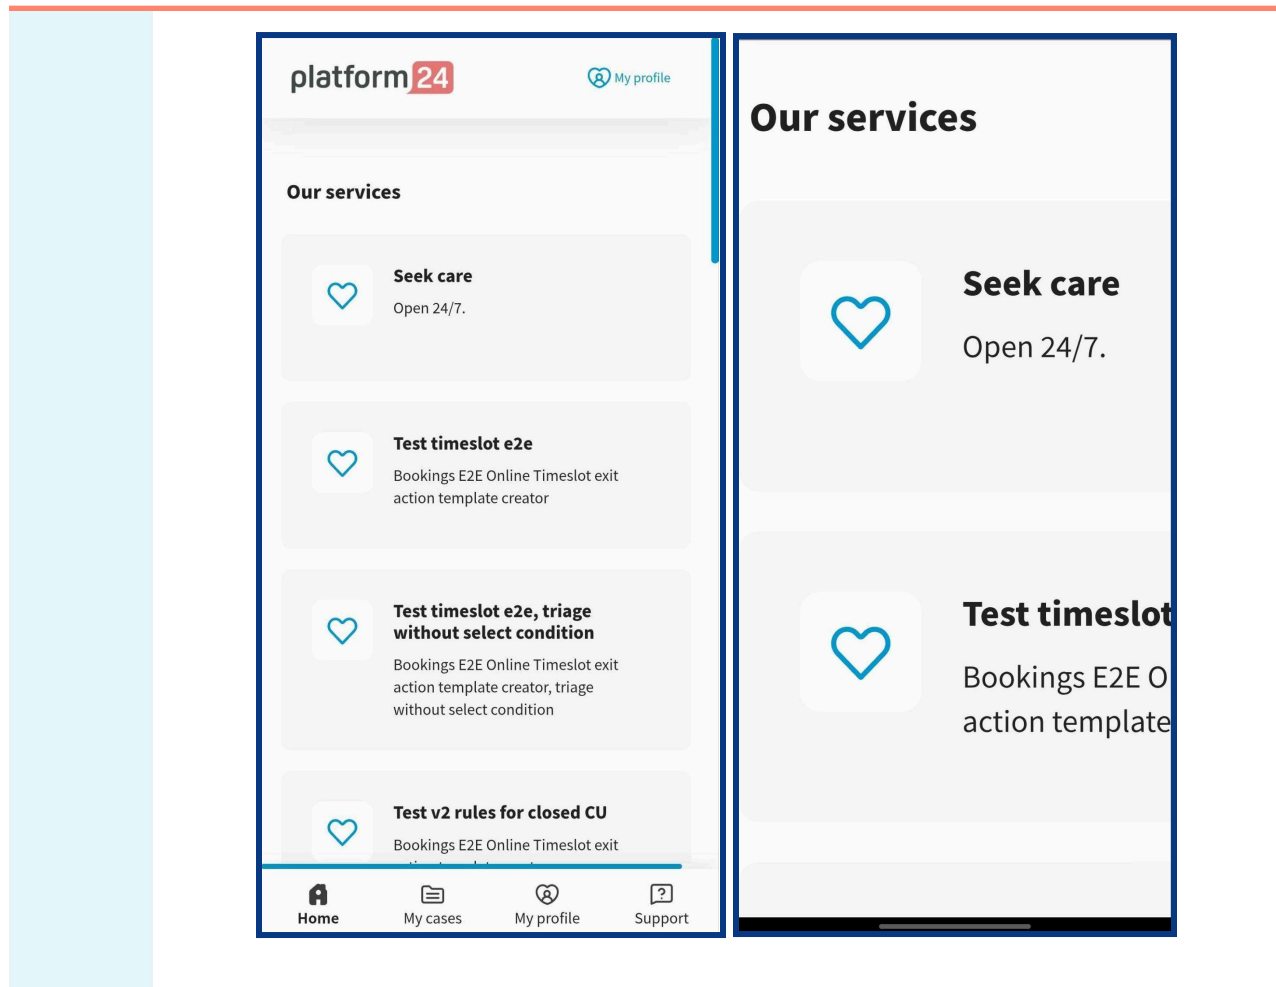 platform24
My profile
Our services
Seek care
Open 24/7.
Test timeslot e2e
Bookings E2E Online Timeslot exit
action template creator
Test timeslot e2e, triage
without select condition
Bookings E2E Online Timeslot exit
action template creator, triage
without select condition
Test v2 rules for closed CU
Bookings E2E Online Timeslot exit
Home
My cases
My profile
Support
Our services
Seek care
Open 24/7.
Test timeslot
Bookings E2E O
action template